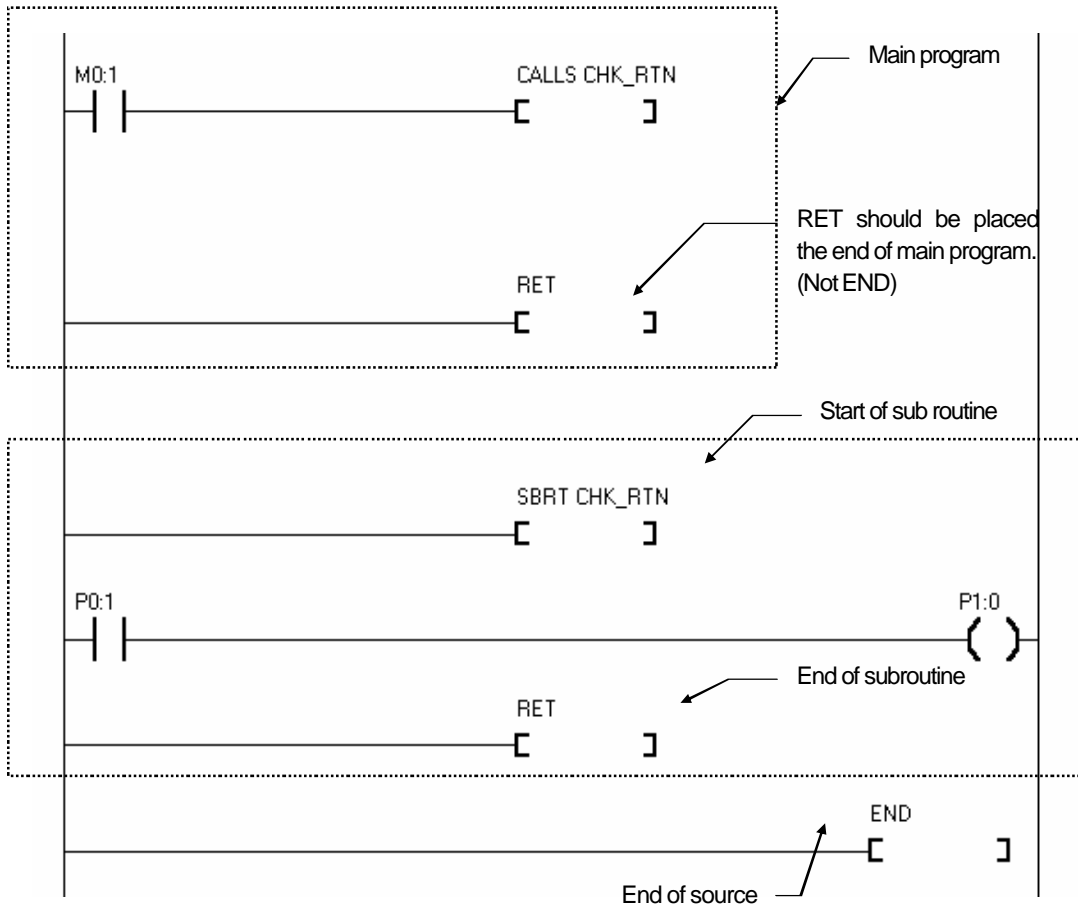 M0:1
CALLS CHK_RTN
Main program
RET should be placed
the end of main program.
(Not END)
RET
Start of sub routine
SBRT CHK_RTN
P0:1
P1:0
End of subroutine
RET
END
End of source